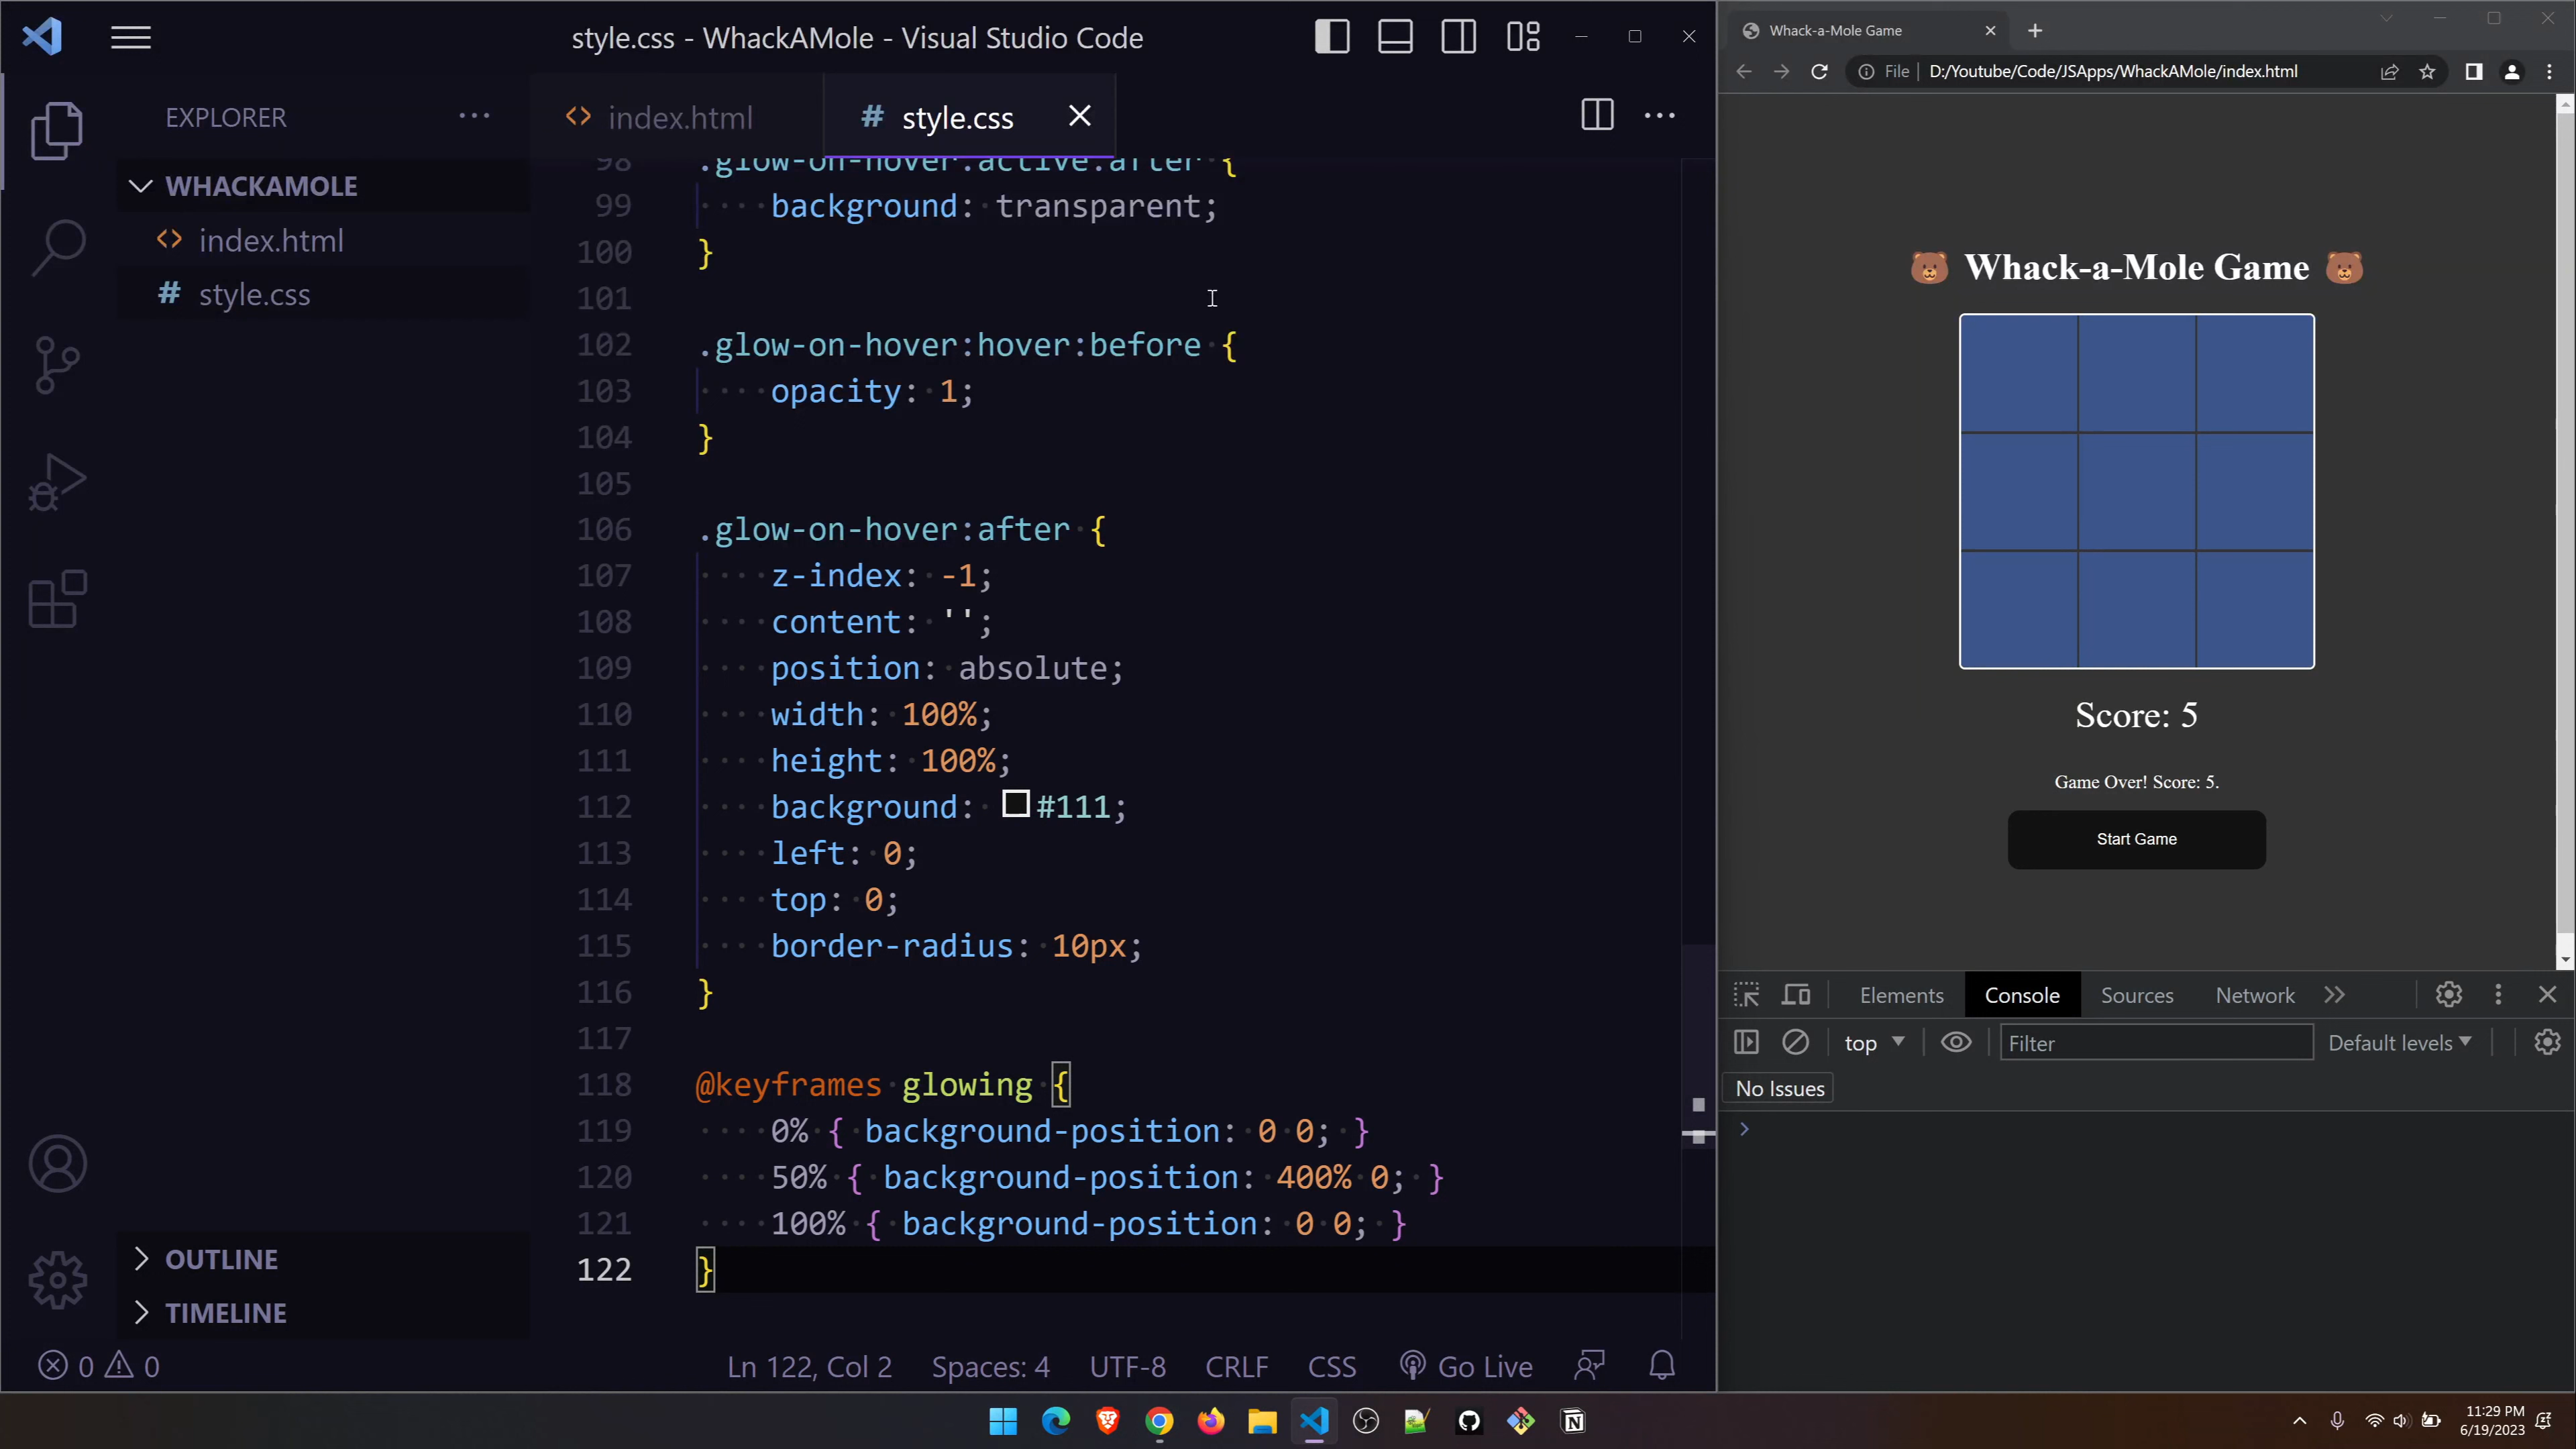 style.css - WhackAMole - Visual Studio Code
EXPLORER
WHACKAMOLE
index.html
style.css
OUTLINE
TIMELINE
index.html
style.css
98 .glow-on-hover:active:after {
99 background: transparent;
100 }
101
102 .glow-on-hover:hover:before {
103 opacity: 1;
104 }
105
106 .glow-on-hover:after {
107 z-index: -1;
108 content: '';
109 position: absolute;
110 width: 100%;
111 height: 100%;
112 background: #111;
113 left: 0;
114 top: 0;
115 border-radius: 10px;
116 }
117
118 @keyframes glowing {
119 0% { background-position: 0 0; }
120 50% { background-position: 400% 0; }
121 100% { background-position: 0 0; }
122 }
0 0
Ln 122, Col 2 Spaces: 4 UTF-8 CRLF CSS Go Live
Whack-a-Mole Game
File D:/Youtube/Code/JSApps/WhackAMole/index.html
Whack-a-Mole Game
Score: 5
Game Over! Score: 5.
Start Game
Elements Console Sources Network
top Filter Default levels
No Issues
11:29 PM
6/19/2023